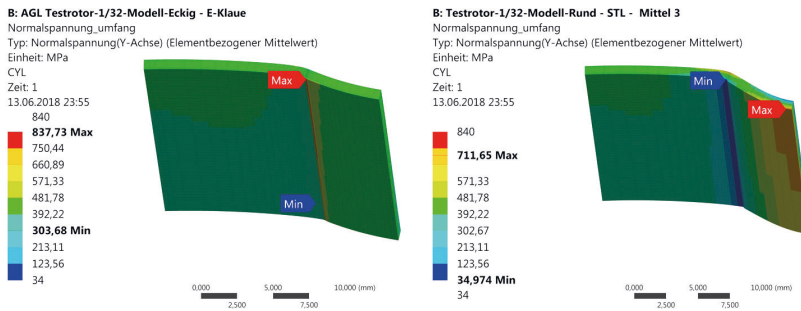 B: AGL Testrotor-1/32-Modell-Eckig - E-Klaue
Normalspannung_umfang
Typ: Normalspannung(Y-Achse) (Elementbezogener Mittelwert)
Einheit: MPa
CYL
Zeit: 1
13.06.2018 23:55
840
837,73 Max
750,44
660,89
571,33
481,78
392,22
303,68 Min
213,11
123,56
34
Max
Min
0,000 5,000 10,000 (mm)
2,500 7,500
B: Testrotor-1/32-Modell-Rund - STL - Mittel 3
Normalspannung_umfang
Typ: Normalspannung(Y-Achse) (Elementbezogener Mittelwert)
Einheit: MPa
CYL
Zeit: 1
13.06.2018 23:55
840
711,65 Max
571,33
481,78
392,22
302,67
213,11
123,56
34,974 Min
34
Min
Max
0,000 5,000 10,000 (mm)
2,500 7,500